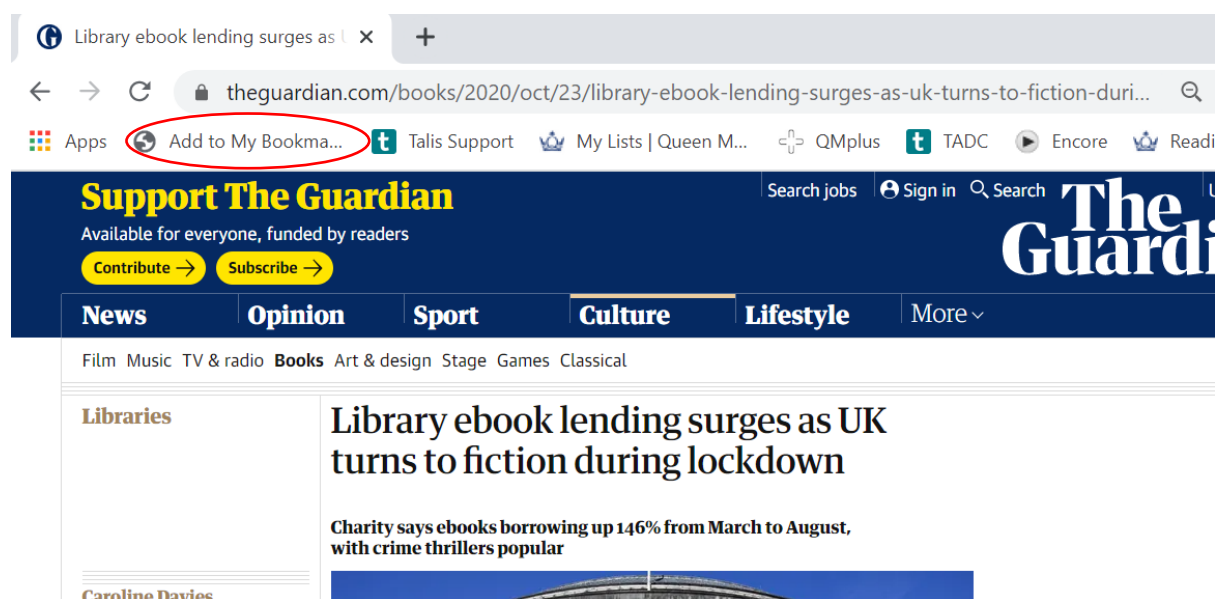 Library ebook lending surges as
theguardian.com/books/2020/oct/23/library-ebook-lending-surges-as-uk-turns-to-fiction-duri...
Apps Add to My Bookma... t Talis Support My Lists | Queen M... QMplus t TADC Encore Readi
Support The Guardian
Available for everyone, funded by readers
Contribute → Subscribe →
Search jobs Sign in Search
The
Guardi
News Opinion Sport Culture Lifestyle More
Film Music TV & radio Books Art & design Stage Games Classical
Libraries
Library ebook lending surges as UK
turns to fiction during lockdown
Charity says ebooks borrowing up 146% from March to August,
with crime thrillers popular
Caroline Davies